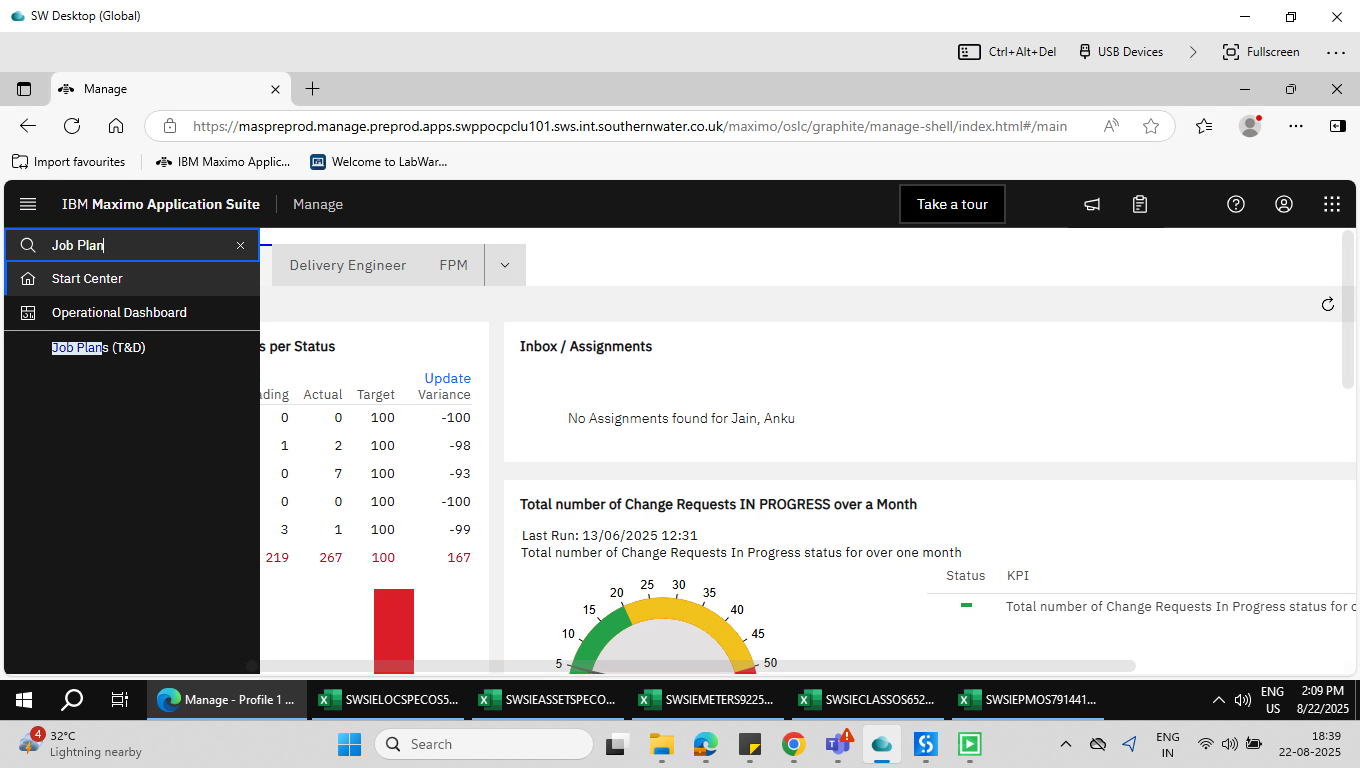 SW Desktop (Global)
Ctrl+Alt+Del
USB Devices
Fullscreen
Manage
https://maspreprod.manage.preprod.apps.swppocpclu101.sws.int.southernwater.co.uk/maximo/oslc/graphite/manage-shell/index.html#/main
Import favourites
IBM Maximo Applic...
Welcome to LabWar...
IBM Maximo Application Suite
Manage
Take a tour
Job Plan
Start Center
Operational Dashboard
Job Plans (T&D)
Delivery Engineer
FPM
s per Status
Update
ding Actual Target Variance
0 0 100 -100
1 2 100 -98
0 7 100 -93
0 0 100 -100
3 1 100 -99
219 267 100 167
Inbox / Assignments
No Assignments found for Jain, Anku
Total number of Change Requests IN PROGRESS over a Month
Last Run: 13/06/2025 12:31
Total number of Change Requests In Progress status for over one month
5
10
15
20
25
30
35
40
45
50
Status KPI
Total number of Change Requests In Progress status for o
Manage - Profile 1 ...
SWSIELOCSPECOS5...
SWSIEASSETSPECO...
SWSIEMETERS9225...
SWSIECLASSOS652...
SWSIEPMOS791441...
ENG
US
2:09 PM
8/22/2025
4
32°C
Lightning nearby
Search
ENG
IN
18:39
22-08-2025